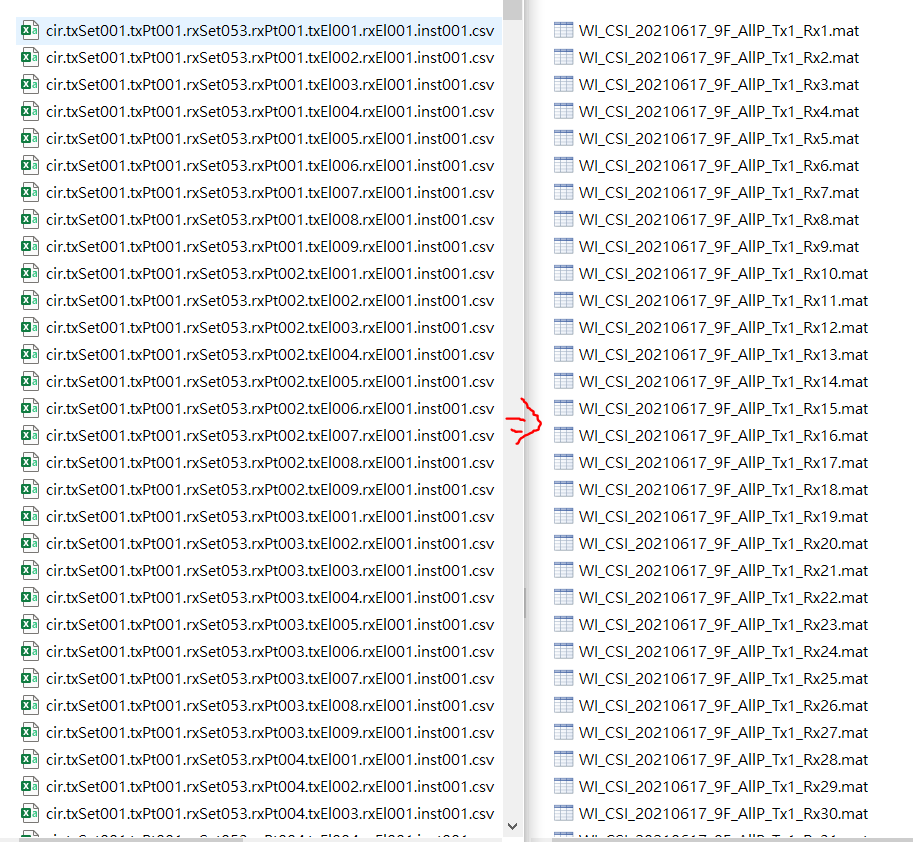 cir.txSet001.txPt001.rxSet053.rxPt001.txEl001.rxEl001.inst001.csv
cir.txSet001.txPt001.rxSet053.rxPt001.txEl002.rxEl001.inst001.csv
cir.txSet001.txPt001.rxSet053.rxPt001.txEl003.rxEl001.inst001.csv
cir.txSet001.txPt001.rxSet053.rxPt001.txEl004.rxEl001.inst001.csv
cir.txSet001.txPt001.rxSet053.rxPt001.txEl005.rxEl001.inst001.csv
cir.txSet001.txPt001.rxSet053.rxPt001.txEl006.rxEl001.inst001.csv
cir.txSet001.txPt001.rxSet053.rxPt001.txEl007.rxEl001.inst001.csv
cir.txSet001.txPt001.rxSet053.rxPt001.txEl008.rxEl001.inst001.csv
cir.txSet001.txPt001.rxSet053.rxPt001.txEl009.rxEl001.inst001.csv
cir.txSet001.txPt001.rxSet053.rxPt002.txEl001.rxEl001.inst001.csv
cir.txSet001.txPt001.rxSet053.rxPt002.txEl002.rxEl001.inst001.csv
cir.txSet001.txPt001.rxSet053.rxPt002.txEl003.rxEl001.inst001.csv
cir.txSet001.txPt001.rxSet053.rxPt002.txEl004.rxEl001.inst001.csv
cir.txSet001.txPt001.rxSet053.rxPt002.txEl005.rxEl001.inst001.csv
cir.txSet001.txPt001.rxSet053.rxPt002.txEl006.rxEl001.inst001.csv
cir.txSet001.txPt001.rxSet053.rxPt002.txEl007.rxEl001.inst001.csv
cir.txSet001.txPt001.rxSet053.rxPt002.txEl008.rxEl001.inst001.csv
cir.txSet001.txPt001.rxSet053.rxPt002.txEl009.rxEl001.inst001.csv
cir.txSet001.txPt001.rxSet053.rxPt003.txEl001.rxEl001.inst001.csv
cir.txSet001.txPt001.rxSet053.rxPt003.txEl002.rxEl001.inst001.csv
cir.txSet001.txPt001.rxSet053.rxPt003.txEl003.rxEl001.inst001.csv
cir.txSet001.txPt001.rxSet053.rxPt003.txEl004.rxEl001.inst001.csv
cir.txSet001.txPt001.rxSet053.rxPt003.txEl005.rxEl001.inst001.csv
cir.txSet001.txPt001.rxSet053.rxPt003.txEl006.rxEl001.inst001.csv
cir.txSet001.txPt001.rxSet053.rxPt003.txEl007.rxEl001.inst001.csv
cir.txSet001.txPt001.rxSet053.rxPt003.txEl008.rxEl001.inst001.csv
cir.txSet001.txPt001.rxSet053.rxPt003.txEl009.rxEl001.inst001.csv
cir.txSet001.txPt001.rxSet053.rxPt004.txEl001.rxEl001.inst001.csv
cir.txSet001.txPt001.rxSet053.rxPt004.txEl002.rxEl001.inst001.csv
cir.txSet001.txPt001.rxSet053.rxPt004.txEl003.rxEl001.inst001.csv
WI_CSI_20210617_9F_AllP_Tx1_Rx1.mat
WI_CSI_20210617_9F_AllP_Tx1_Rx2.mat
WI_CSI_20210617_9F_AllP_Tx1_Rx3.mat
WI_CSI_20210617_9F_AllP_Tx1_Rx4.mat
WI_CSI_20210617_9F_AllP_Tx1_Rx5.mat
WI_CSI_20210617_9F_AllP_Tx1_Rx6.mat
WI_CSI_20210617_9F_AllP_Tx1_Rx7.mat
WI_CSI_20210617_9F_AllP_Tx1_Rx8.mat
WI_CSI_20210617_9F_AllP_Tx1_Rx9.mat
WI_CSI_20210617_9F_AllP_Tx1_Rx10.mat
WI_CSI_20210617_9F_AllP_Tx1_Rx11.mat
WI_CSI_20210617_9F_AllP_Tx1_Rx12.mat
WI_CSI_20210617_9F_AllP_Tx1_Rx13.mat
WI_CSI_20210617_9F_AllP_Tx1_Rx14.mat
WI_CSI_20210617_9F_AllP_Tx1_Rx15.mat
WI_CSI_20210617_9F_AllP_Tx1_Rx16.mat
WI_CSI_20210617_9F_AllP_Tx1_Rx17.mat
WI_CSI_20210617_9F_AllP_Tx1_Rx18.mat
WI_CSI_20210617_9F_AllP_Tx1_Rx19.mat
WI_CSI_20210617_9F_AllP_Tx1_Rx20.mat
WI_CSI_20210617_9F_AllP_Tx1_Rx21.mat
WI_CSI_20210617_9F_AllP_Tx1_Rx22.mat
WI_CSI_20210617_9F_AllP_Tx1_Rx23.mat
WI_CSI_20210617_9F_AllP_Tx1_Rx24.mat
WI_CSI_20210617_9F_AllP_Tx1_Rx25.mat
WI_CSI_20210617_9F_AllP_Tx1_Rx26.mat
WI_CSI_20210617_9F_AllP_Tx1_Rx27.mat
WI_CSI_20210617_9F_AllP_Tx1_Rx28.mat
WI_CSI_20210617_9F_AllP_Tx1_Rx29.mat
WI_CSI_20210617_9F_AllP_Tx1_Rx30.mat